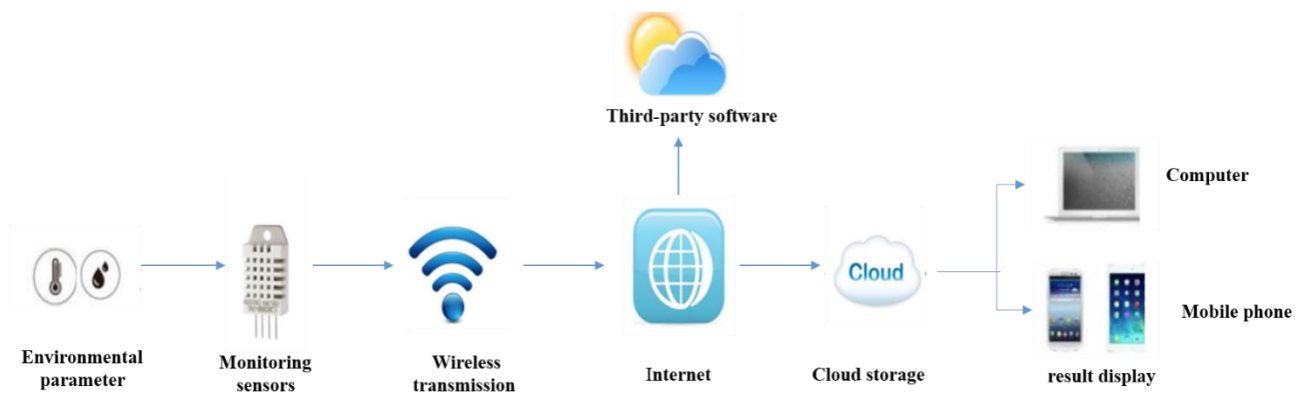 Third-party software
Computer
Cloud
Mobile phone
Environmental
parameter
Monitoring
sensors
Wireless
transmission
Internet
Cloud storage
result display